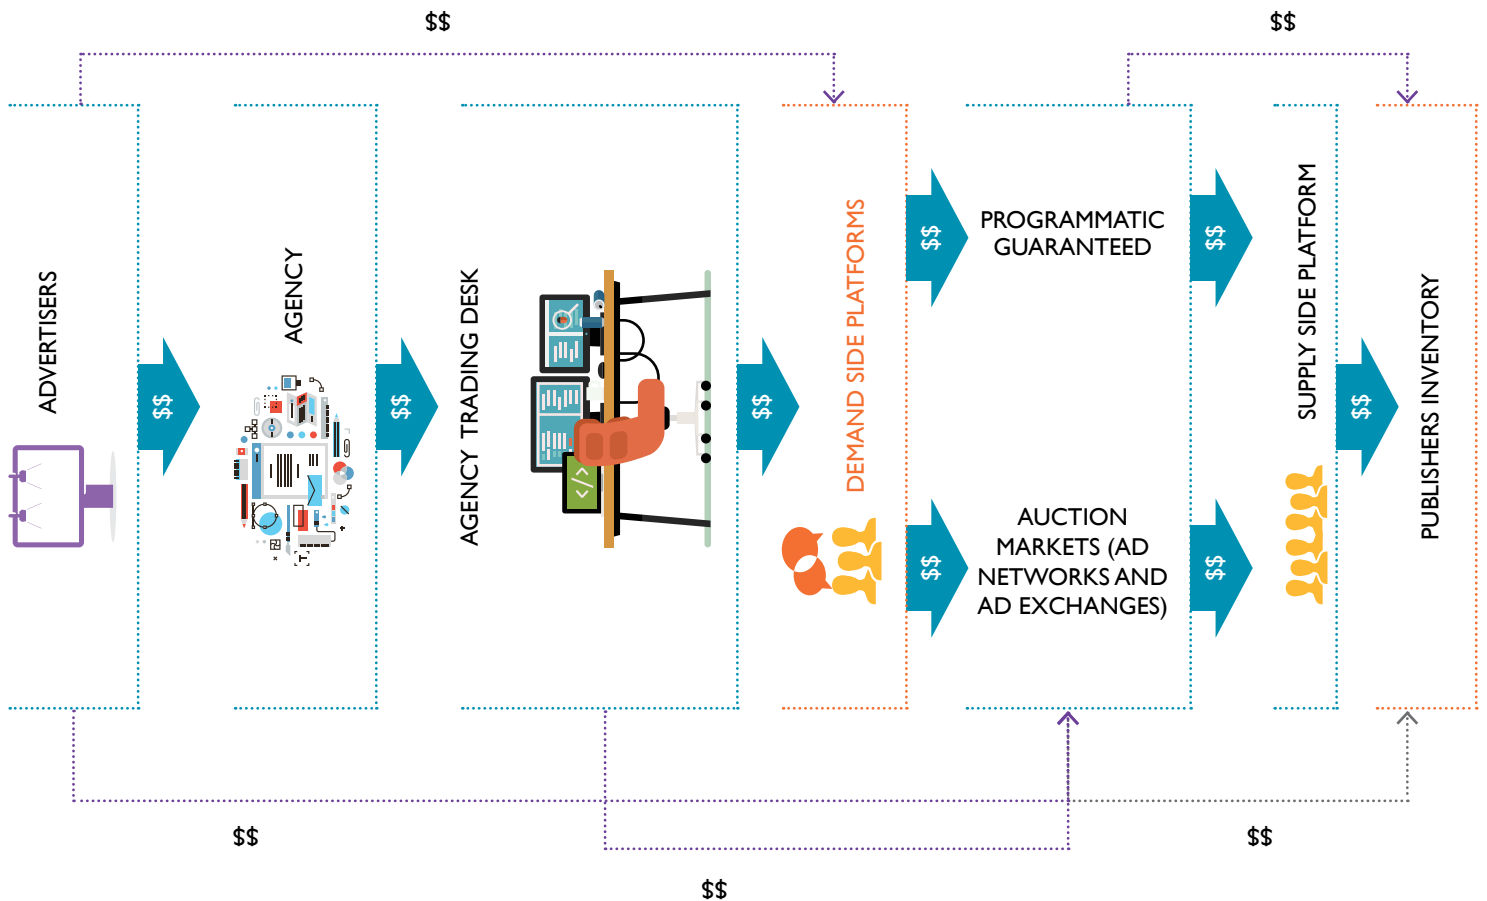 $$
$$
ADVERTISERS
$$
AGENCY
$$
AGENCY TRADING DESK
</>
$$
DEMAND SIDE PLATFORMS
$$
PROGRAMMATIC
GUARANTEED
$$
$$
AUCTION
MARKETS (AD
NETWORKS AND
AD EXCHANGES)
$$
SUPPLY SIDE PLATFORM
$$
PUBLISHERS INVENTORY
$$
$$
$$